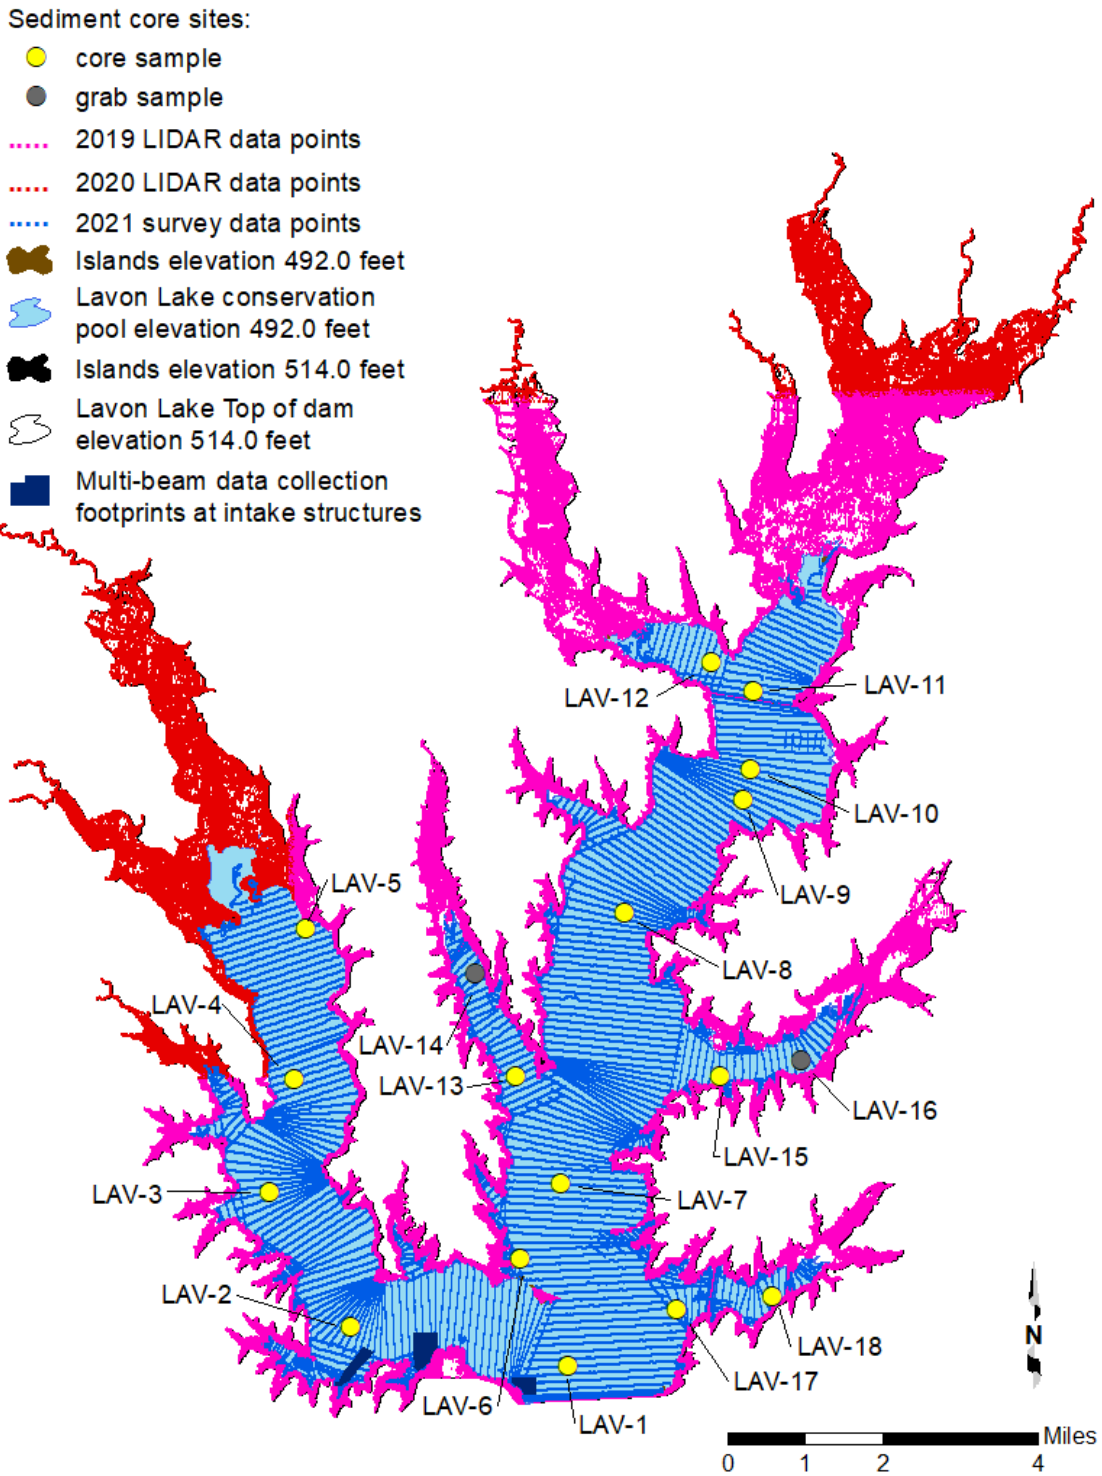 Sediment core sites:
core sample
grab sample
2019 LIDAR data points
2020 LIDAR data points
2021 survey data points
Islands elevation 492.0 feet
Lavon Lake conservation
pool elevation 492.0 feet
Islands elevation 514.0 feet
Lavon Lake Top of dam
elevation 514.0 feet
Multi-beam data collection
footprints at intake structures
LAV-12
LAV-11
LAV-10
LAV-9
LAV-5
LAV-8
LAV-4
LAV-14
LAV-13
LAV-16
LAV-15
LAV-3
LAV-7
LAV-2
LAV-18
LAV-17
LAV-6
LAV-1
N
Miles
0 1 2 4